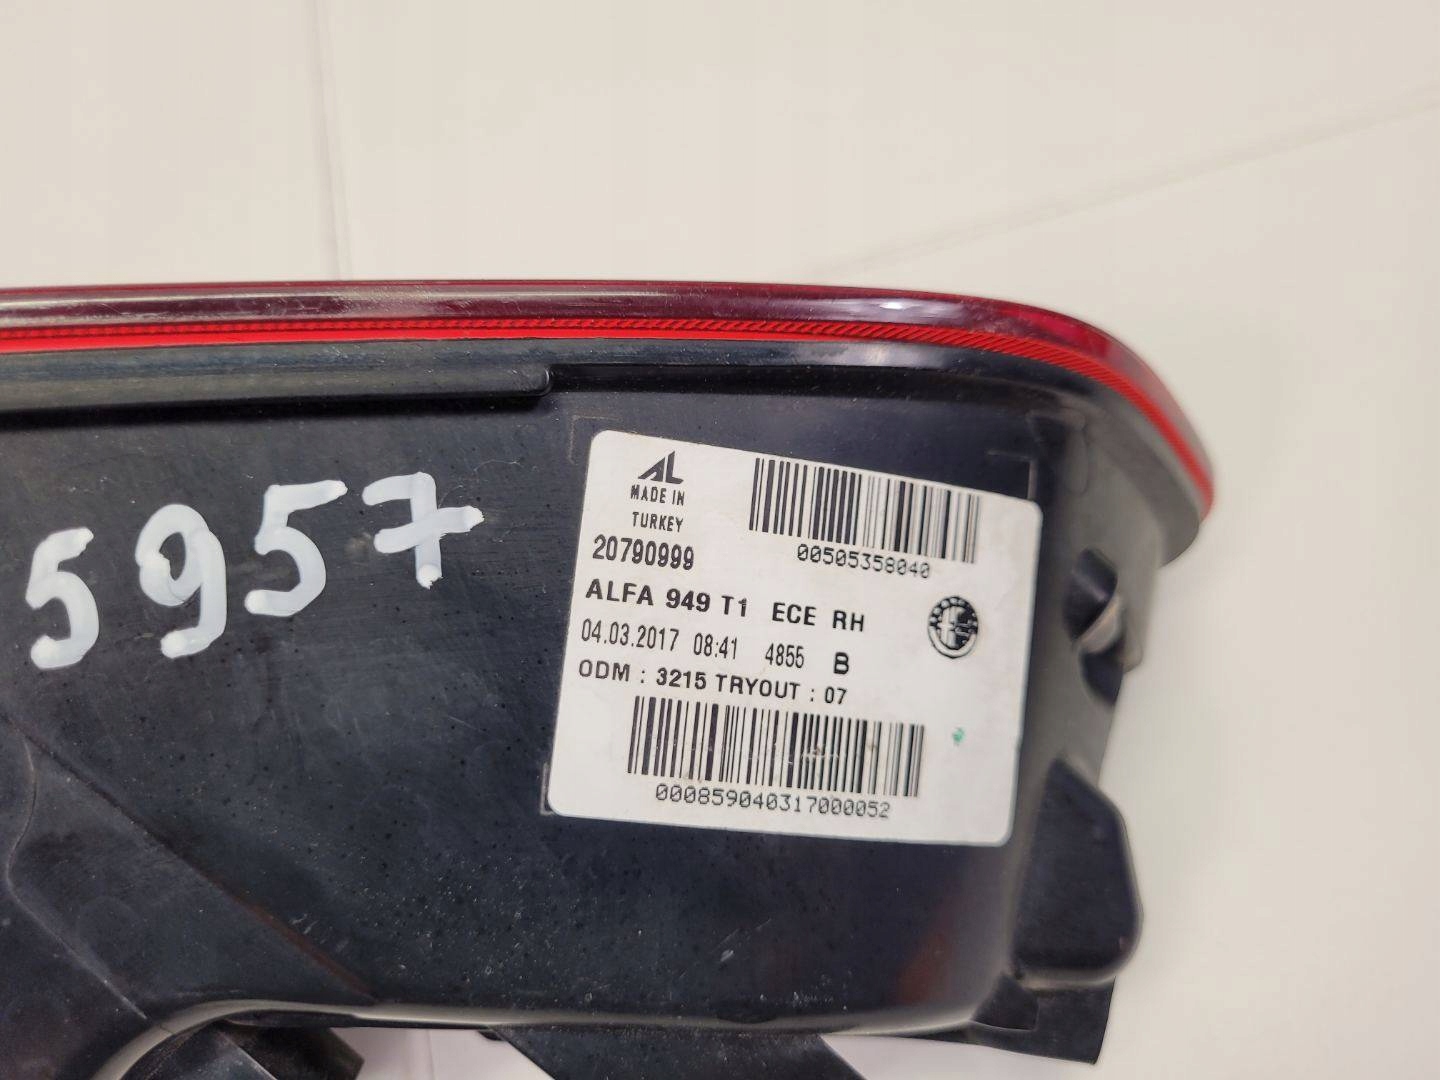 5957
AL
MADE IN
TURKEY
20790999
00505358040
ALFA 949 T1 ECE RH
04.03.2017 08:41 4855 B
ODM : 3215 TRYOUT : 07
000859040317000052